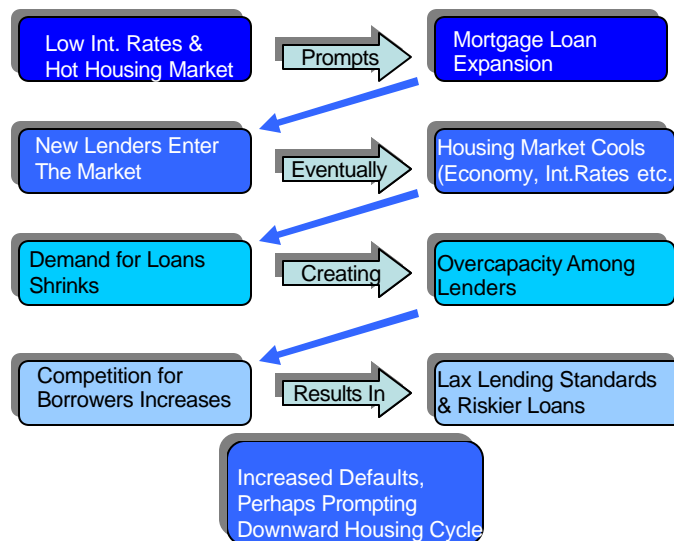 Low Int. Rates &
Hot Housing Market
Prompts
Mortgage Loan
Expansion
New Lenders Enter
The Market
Eventually
Housing Market Cools
(Economy, Int.Rates etc.
Demand for Loans
Shrinks
Creating
Overcapacity Among
Lenders
Competition for
Borrowers Increases
Results In
Lax Lending Standards
& Riskier Loans
Increased Defaults,
Perhaps Prompting
Downward Housing Cycle